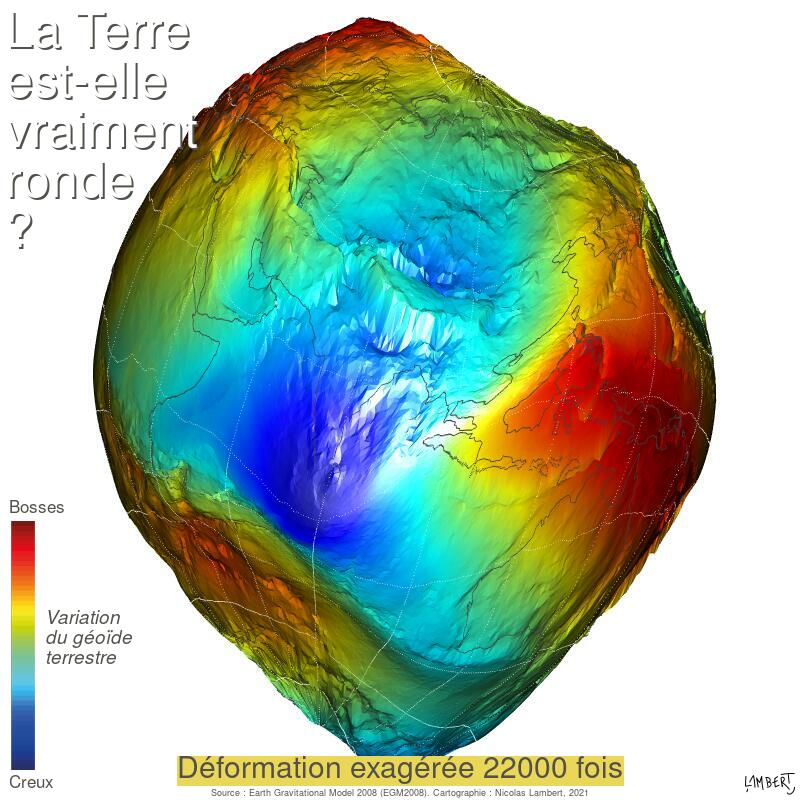 La Terre
est-elle
vraiment
ronde
?
Bosses
Variation
du géoïde
terrestre
Creux
Déformation exagérée 22000 fois
Source : Earth Gravitational Model 2008 (EGM2008). Cartographie : Nicolas Lambert, 2021
LAMBERT